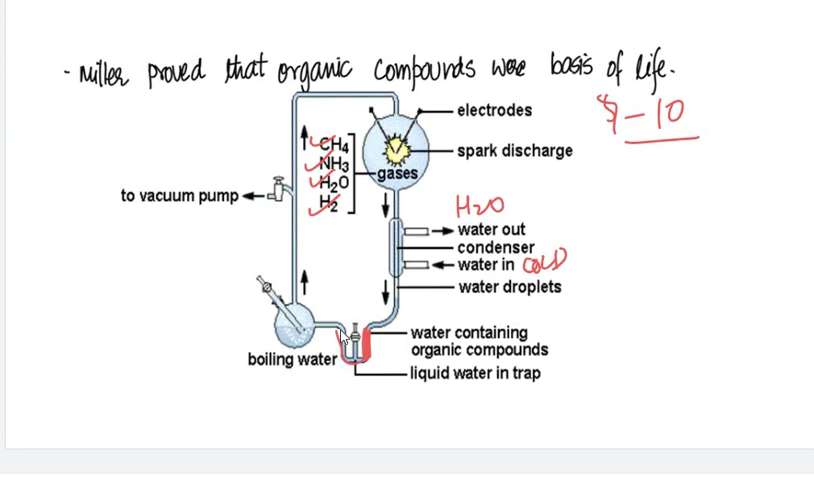 - Miller proved that organic compounds were basis of life.
9 - 10
electrodes
spark discharge
CH4
NH3
H2O
H2
gases
to vacuum pump
H2O
water out
condenser
water in COLD
water droplets
water containing
organic compounds
boiling water
liquid water in trap